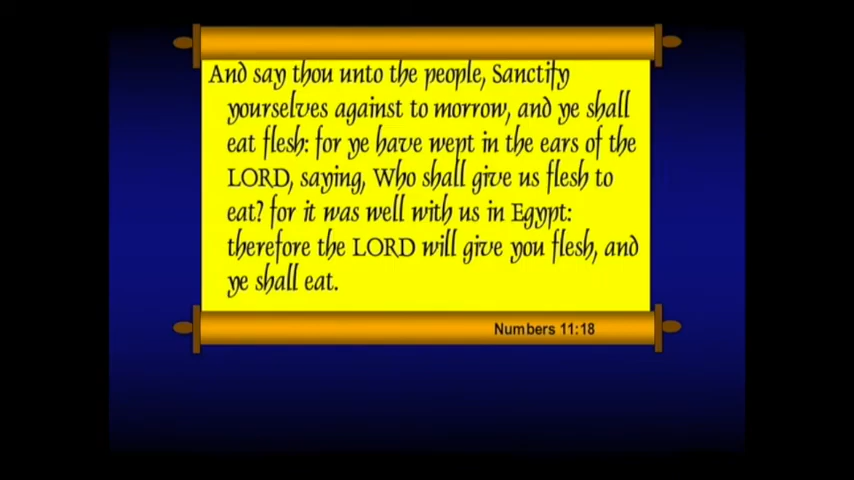 And say thou unto the people, Sanctify
yourselves against to morrow, and ye shall
eat flesh: for ye have wept in the ears of the
LORD, saying, Who shall give us flesh to
eat? for it was well with us in Egypt:
therefore the LORD will give you flesh, and
ye shall eat.
Numbers 11:18